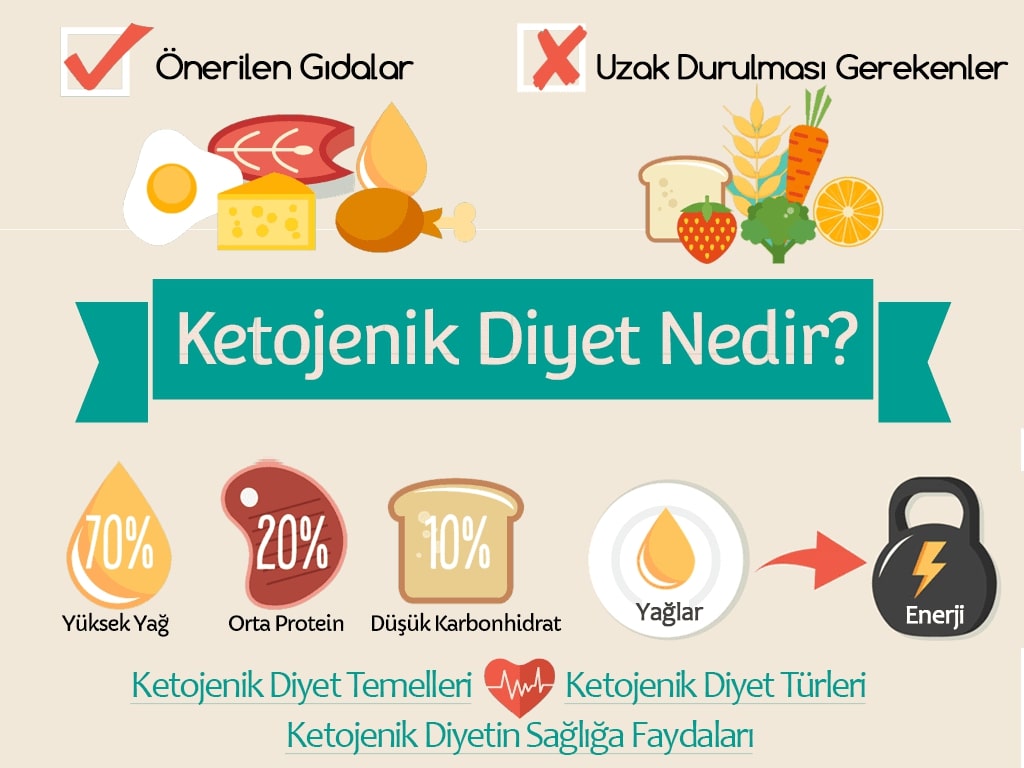 Önerilen Gıdalar
Uzak Durulması Gerekenler
Ketojenik Diyet Nedir?
70%
20%
10%
Yüksek Yağ
Orta Protein
Düşük Karbonhidrat
Yağlar
Enerji
Ketojenik Diyet Temelleri
Ketojenik Diyet Türleri
Ketojenik Diyetin Sağlığa Faydaları